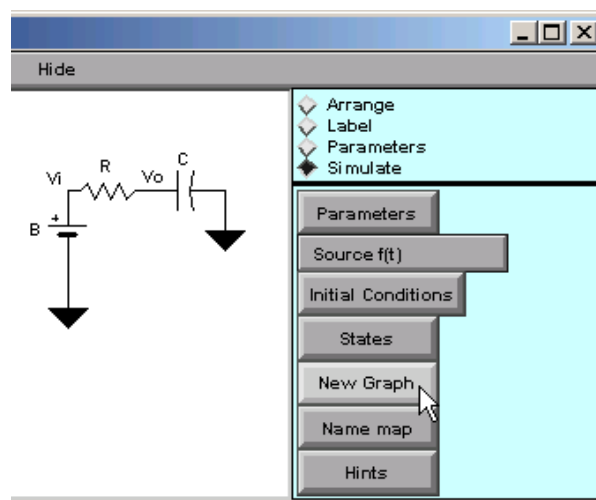 Hide
Arrange
Label
Parameters
Simulate
Vi R Vo C
+
B
Parameters
Source f(t)
Initial Conditions
States
New Graph
Name map
Hints